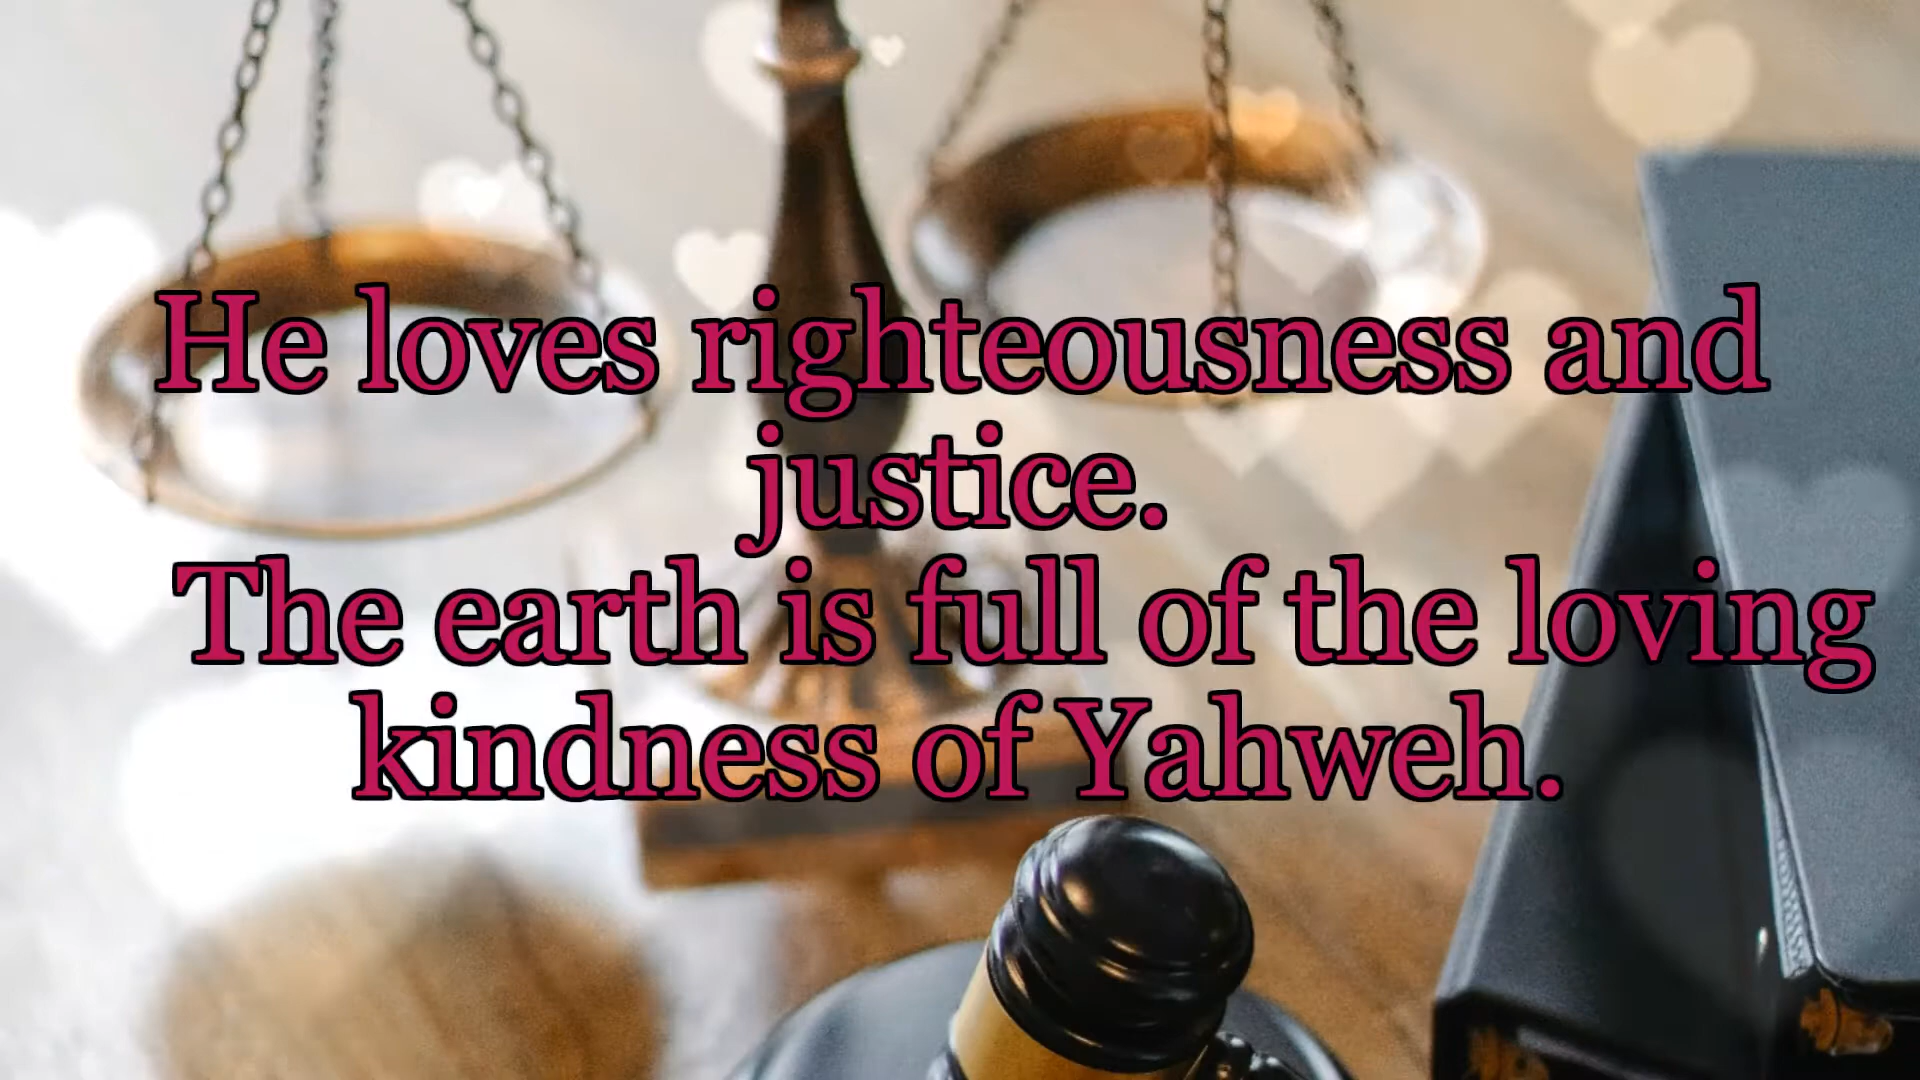 He loves righteousness and
justice.
The earth is full of the loving
kindness of Yahweh.